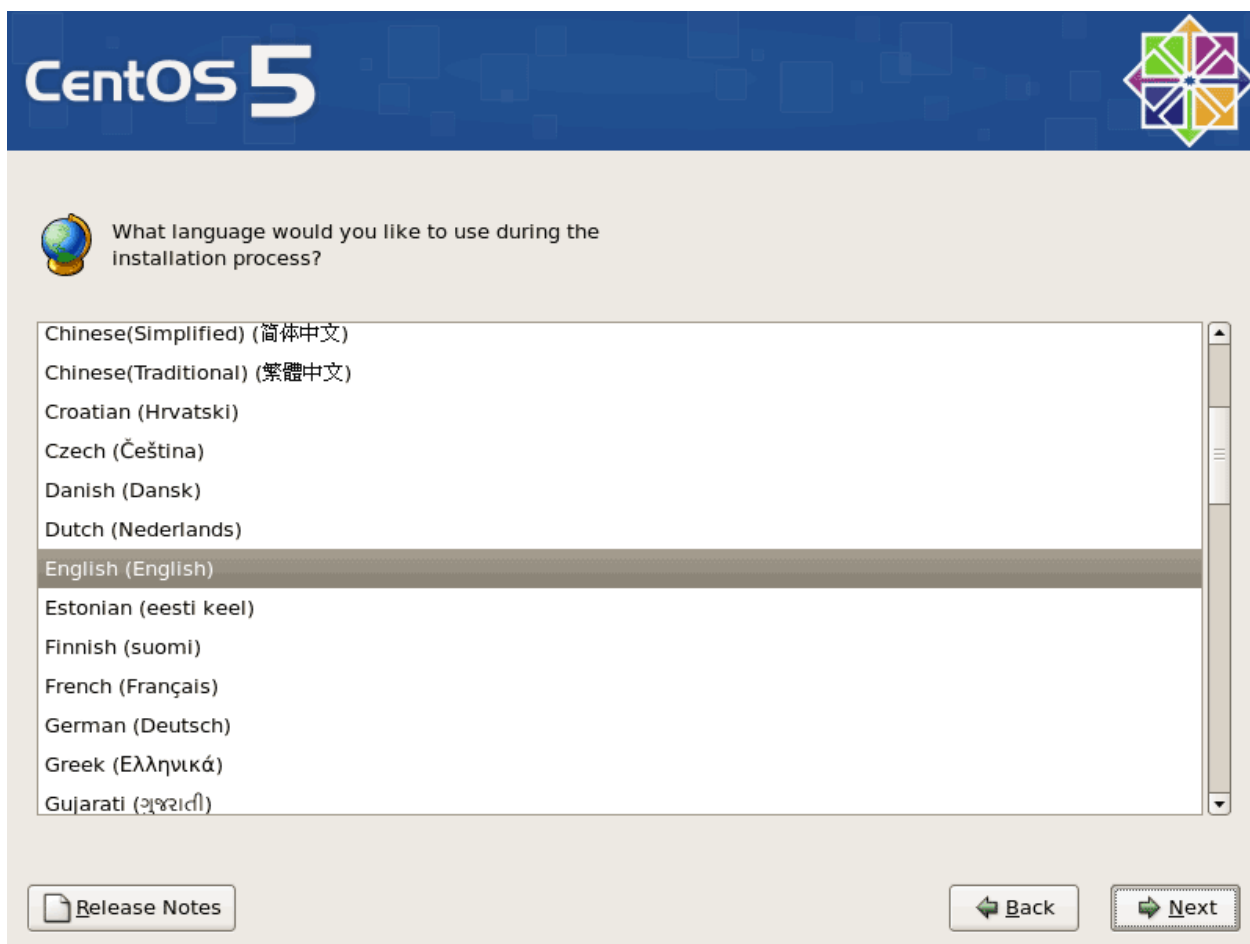 CentOS 5
What language would you like to use during the
installation process?
Chinese(Simplified) (简体中文)
Chinese(Traditional) (繁體中文)
Croatian (Hrvatski)
Czech (Čeština)
Danish (Dansk)
Dutch (Nederlands)
English (English)
Estonian (eesti keel)
Finnish (suomi)
French (Français)
German (Deutsch)
Greek (Ελληνικά)
Gujarati (ગુજરાતી)
Release Notes
Back
Next